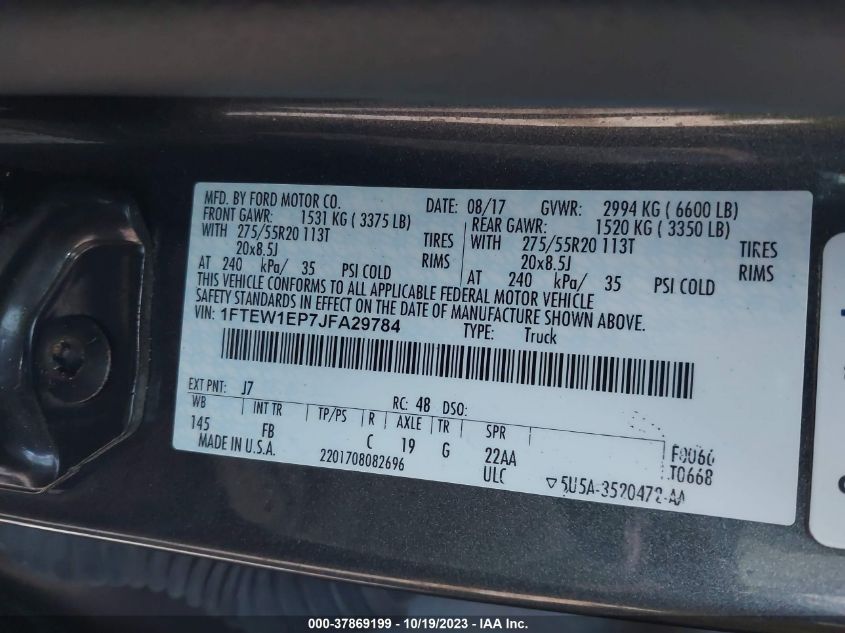 MFD. BY FORD MOTOR CO. DATE: 08/17 GVWR: 2994 KG ( 6600 LB)
FRONT GAWR: 1531 KG ( 3375 LB) REAR GAWR: 1520 KG ( 3350 LB)
WITH 275/55R20 113T TIRES WITH 275/55R20 113T TIRES
20x8.5J RIMS 20x8.5J RIMS
AT 240 kPa/ 35 PSI COLD AT 240 kPa/ 35 PSI COLD
THIS VEHICLE CONFORMS TO ALL APPLICABLE FEDERAL MOTOR VEHICLE
SAFETY STANDARDS IN EFFECT ON THE DATE OF MANUFACTURE SHOWN ABOVE.
VIN: 1FTEW1EP7JFA29784 TYPE: Truck
EXT PNT: J7 RC: 48 DSO:
WB INT TR TP/PS R AXLE TR SPR
145 FB C 19 G 22AA F0060
MADE IN U.S.A. 2201708082696 ULC T0668
▽5U5A-3520472-AA
000-37869199 - 10/19/2023 - IAA Inc.